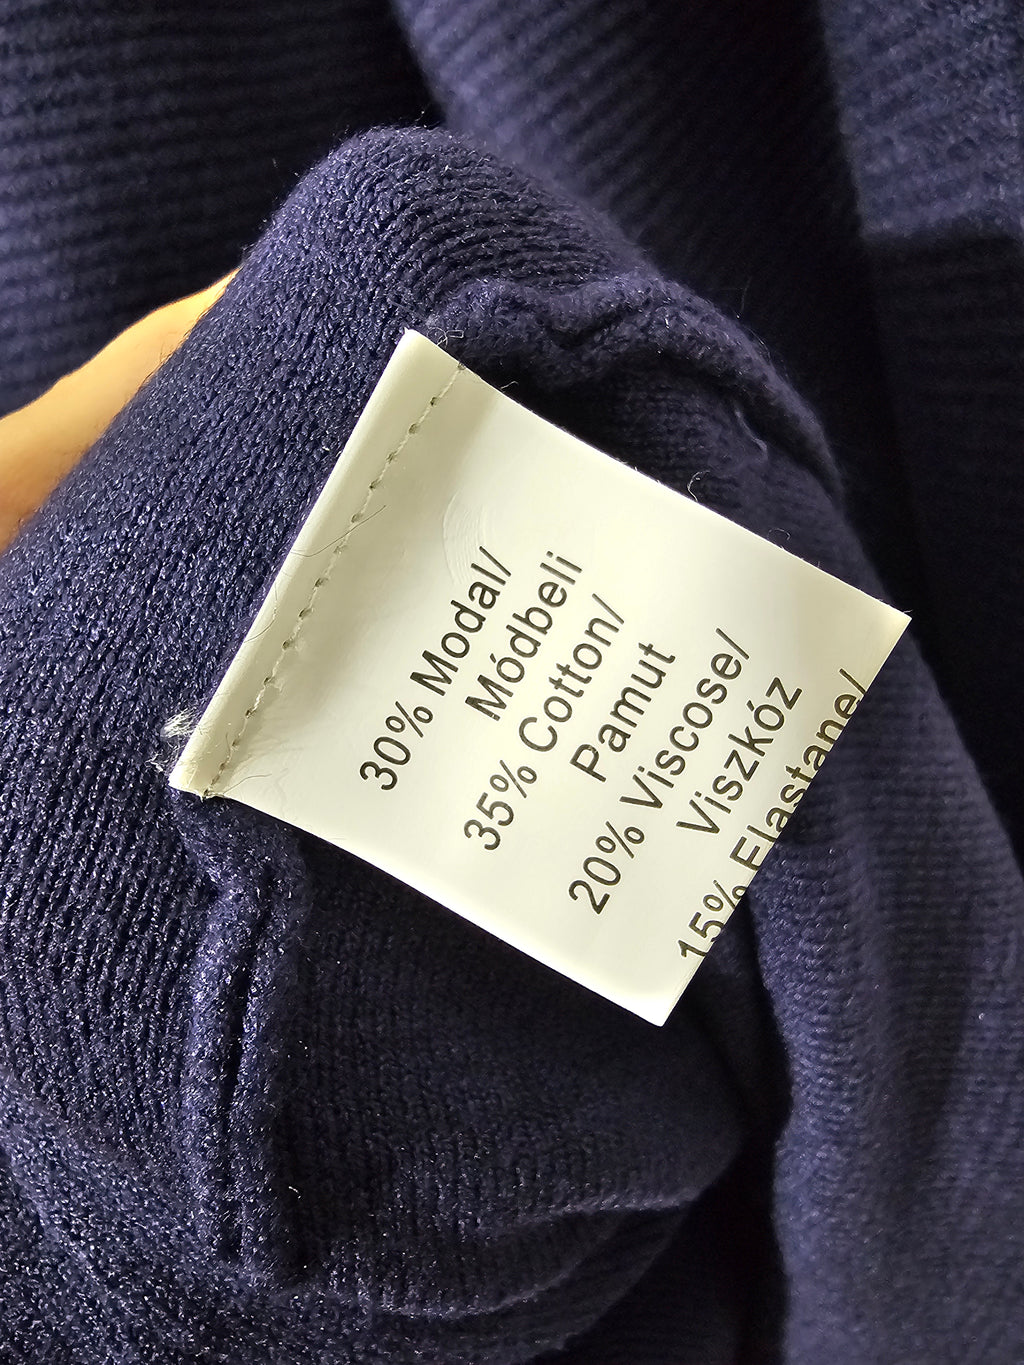 30% Modal/
Módbeli
35% Cotton/
Pamut
20% Viscose/
Viszkóz
15% Elastane/